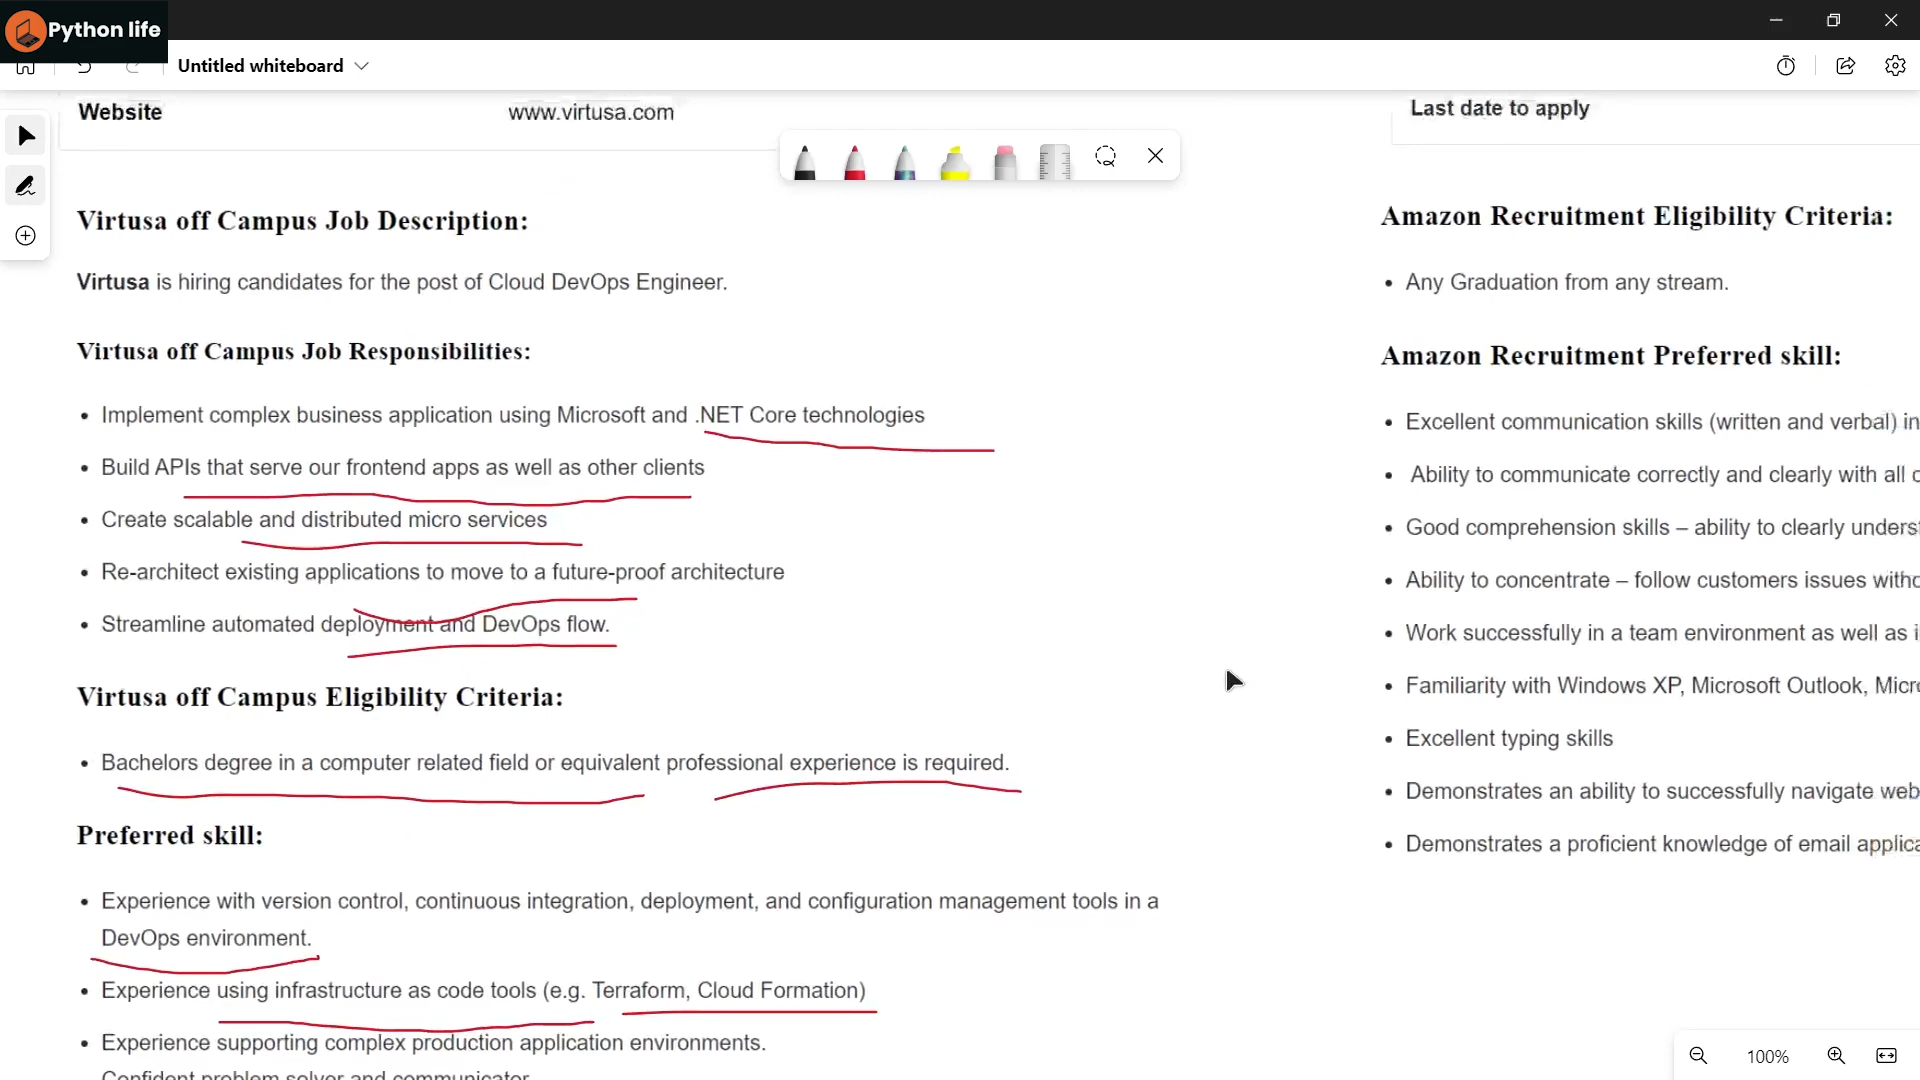 Python life
Untitled whiteboard
Website
www.virtusa.com
Virtusa off Campus Job Description:
Virtusa is hiring candidates for the post of Cloud DevOps Engineer.
Virtusa off Campus Job Responsibilities:
• Implement complex business application using Microsoft and .NET Core technologies
• Build APIs that serve our frontend apps as well as other clients
• Create scalable and distributed micro services
• Re-architect existing applications to move to a future-proof architecture
• Streamline automated deployment and DevOps flow.
Virtusa off Campus Eligibility Criteria:
• Bachelors degree in a computer related field or equivalent professional experience is required.
Preferred skill:
• Experience with version control, continuous integration, deployment, and configuration management tools in a
DevOps environment.
• Experience using infrastructure as code tools (e.g. Terraform, Cloud Formation)
• Experience supporting complex production application environments.
Confident problem solver and communicator
Last date to apply
Amazon Recruitment Eligibility Criteria:
• Any Graduation from any stream.
Amazon Recruitment Preferred skill:
• Excellent communication skills (written and verbal) in
• Ability to communicate correctly and clearly with all
• Good comprehension skills – ability to clearly
• Ability to concentrate – follow customers issues
• Work successfully in a team environment as well as
• Familiarity with Windows XP, Microsoft Outlook,
• Excellent typing skills
• Demonstrates an ability to successfully navigate
• Demonstrates a proficient knowledge of email
100%